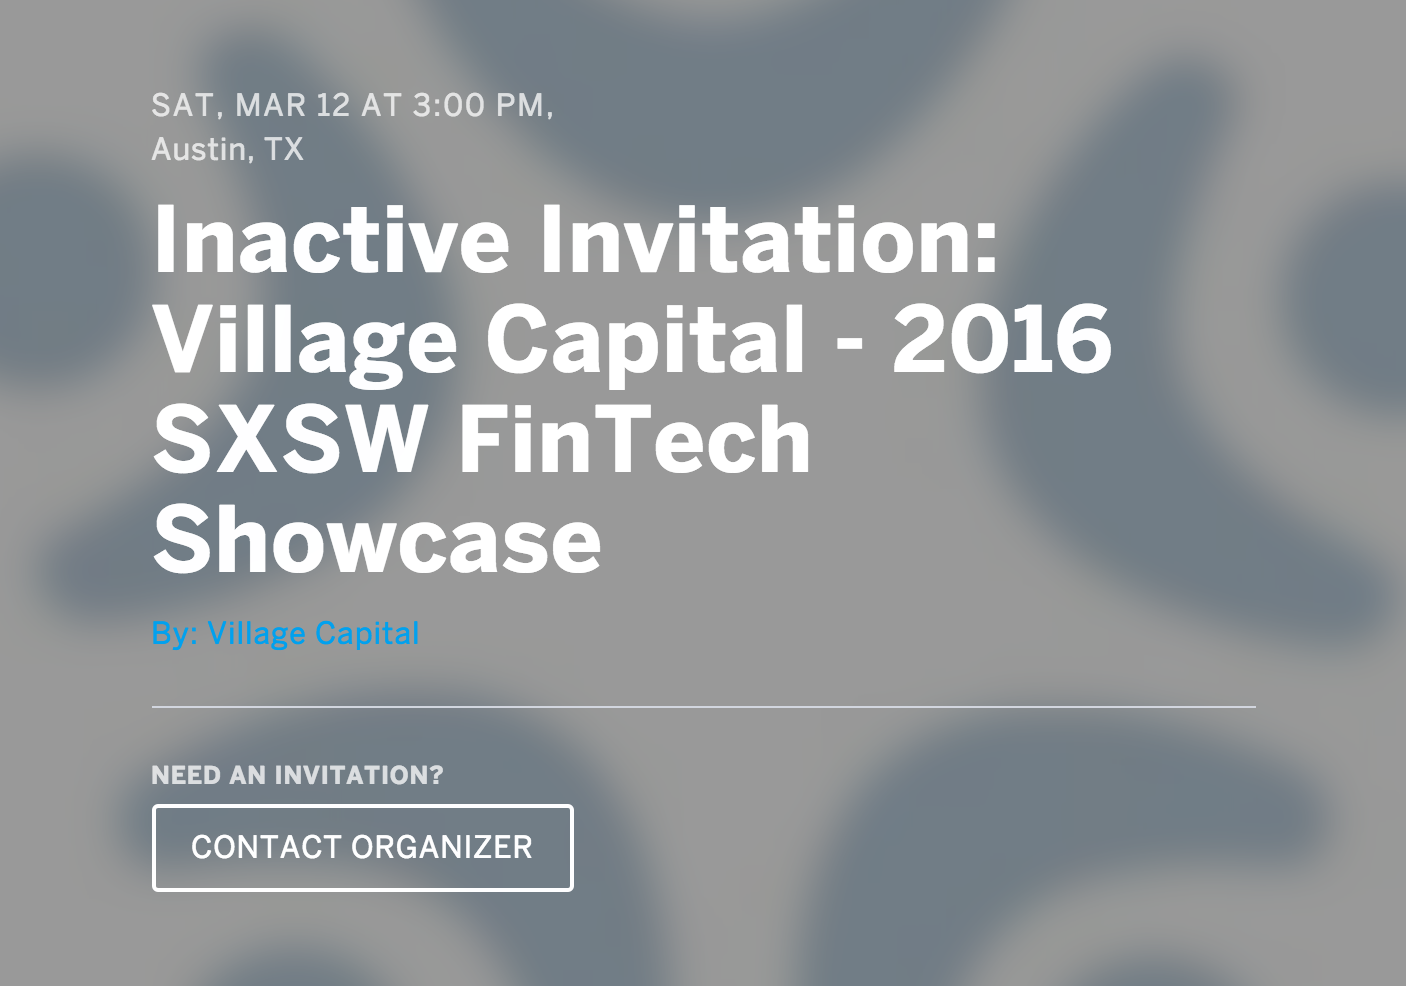 SAT, MAR 12 AT 3:00 PM,
Austin, TX
Inactive Invitation:
Village Capital - 2016
SXSW FinTech
Showcase
By: Village Capital
NEED AN INVITATION?
CONTACT ORGANIZER